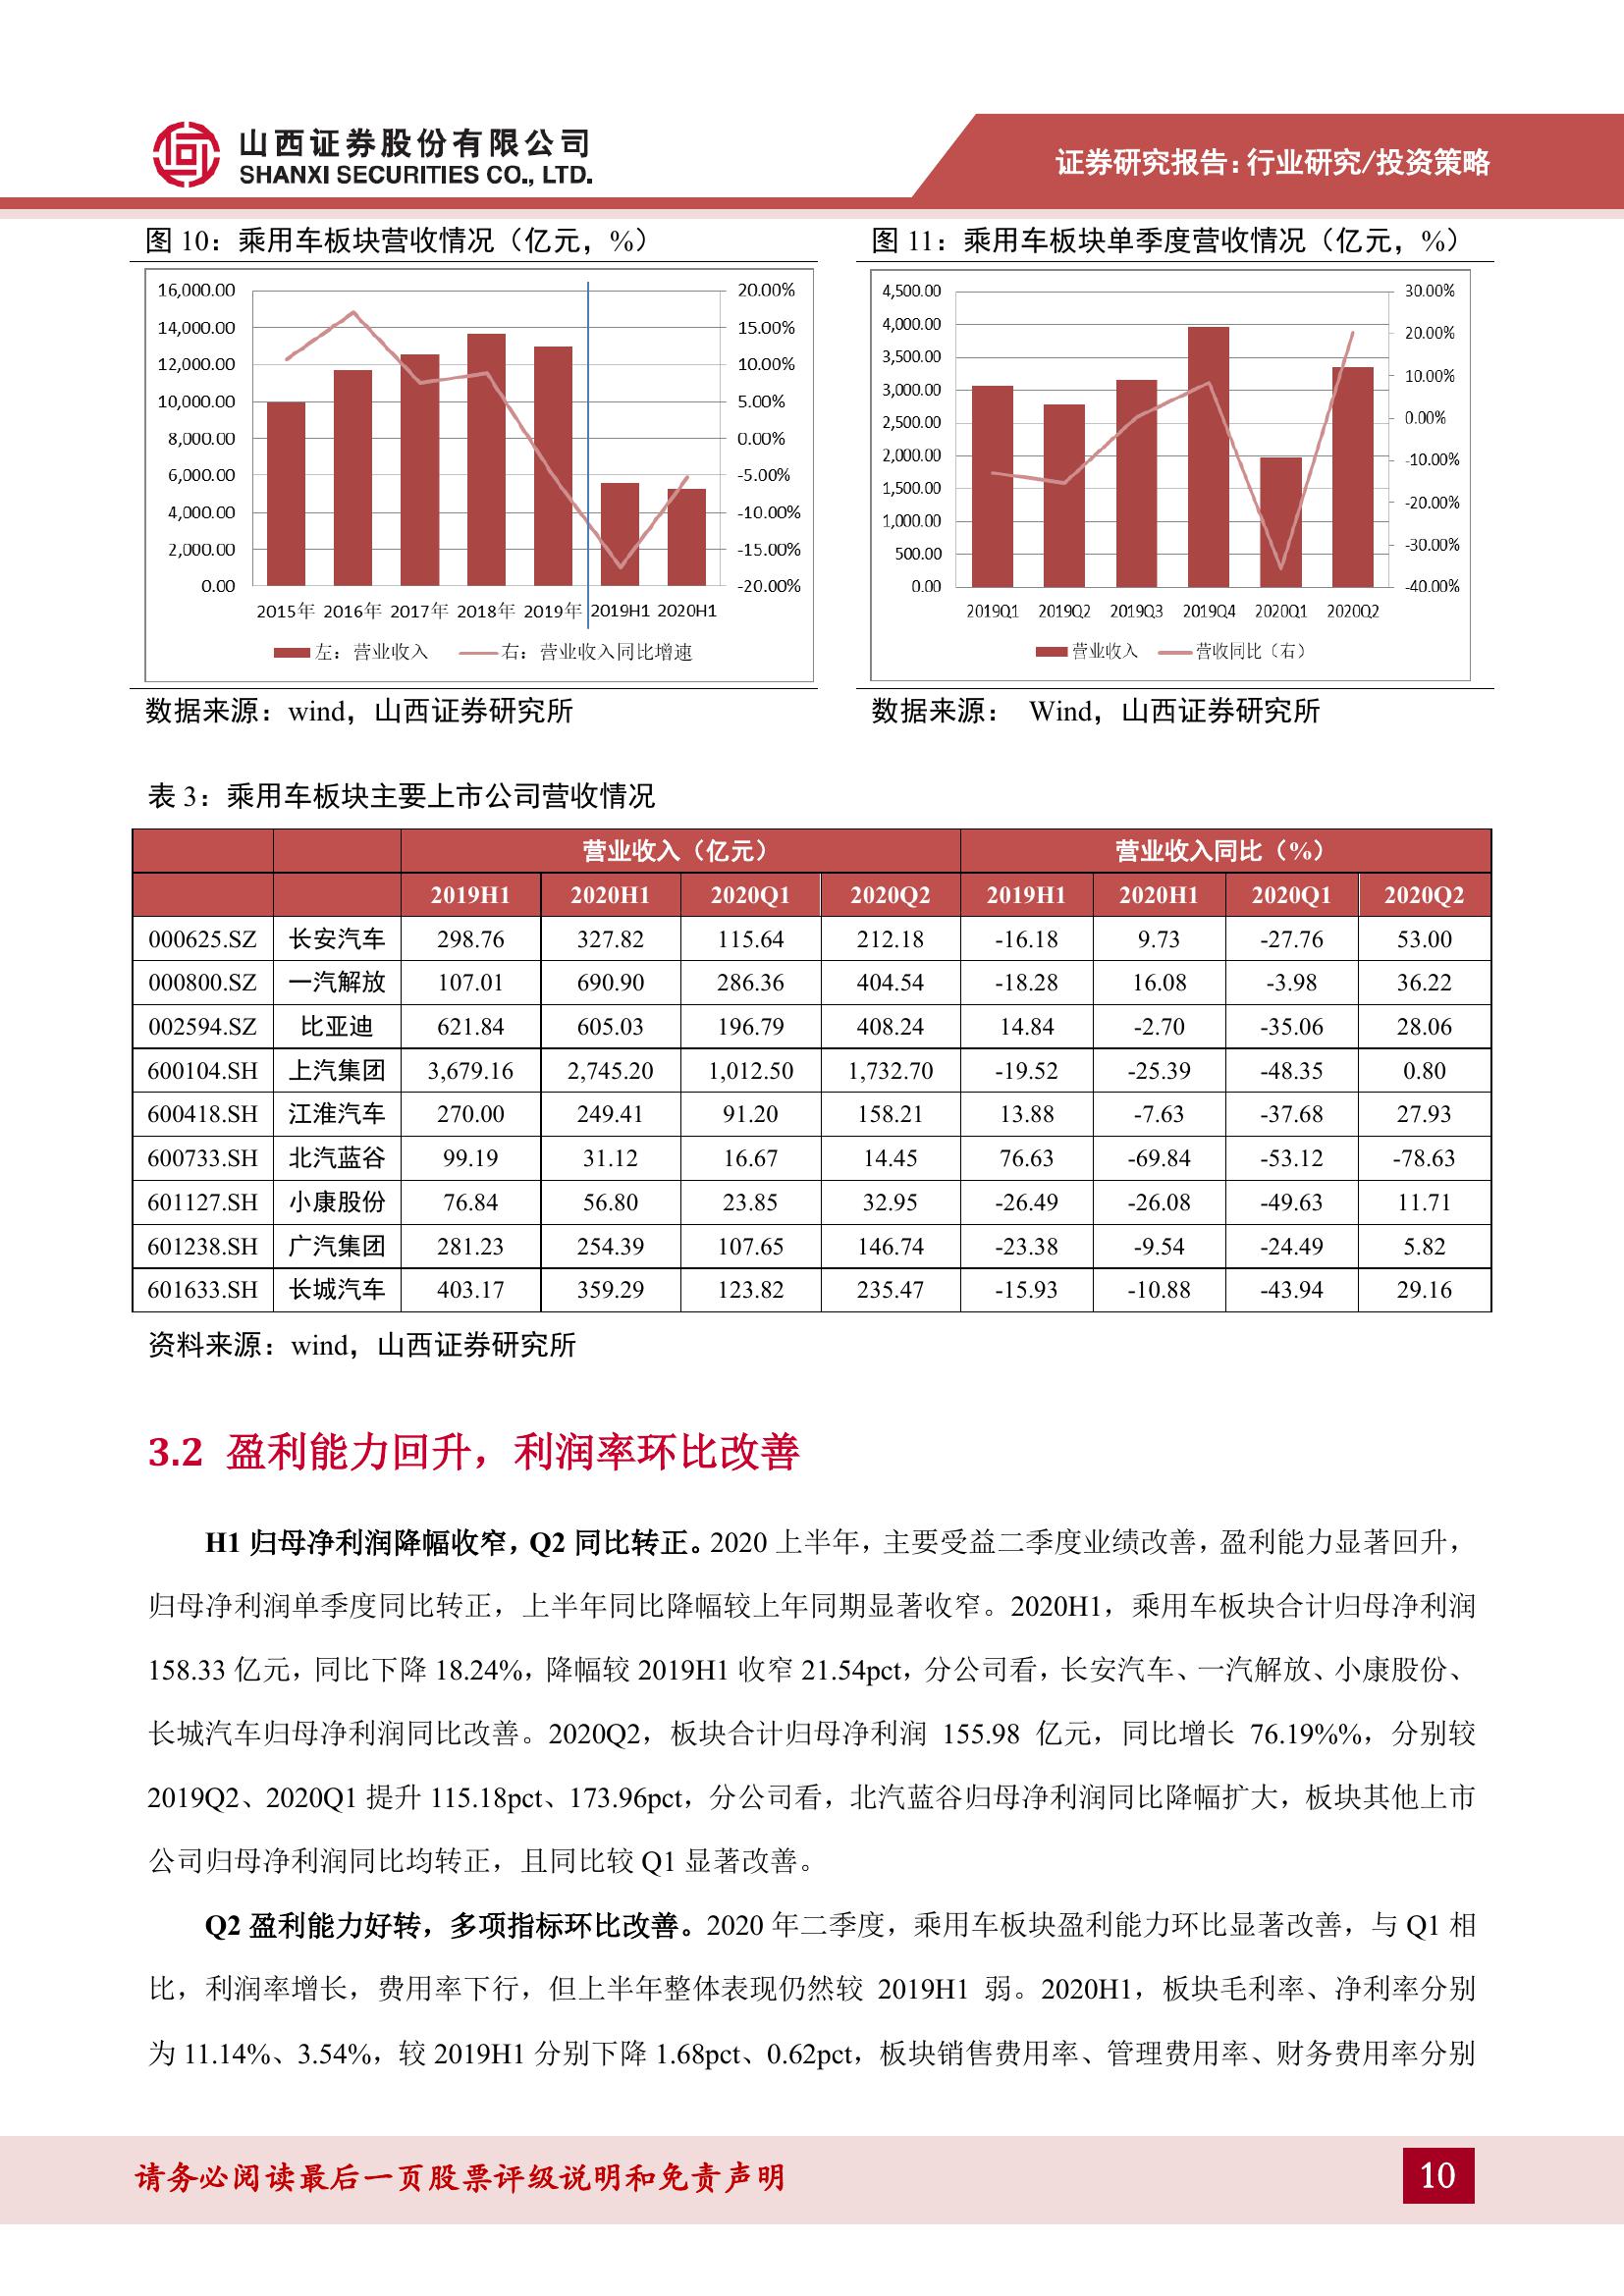 山西证券股份有限公司
SHANXI SECURITIES CO., LTD.
证券研究报告：行业研究/投资策略
图 10：乘用车板块营收情况（亿元，%）
16,000.00
14,000.00
12,000.00
10,000.00
8,000.00
6,000.00
4,000.00
2,000.00
0.00
20.00%
15.00%
10.00%
5.00%
0.00%
-5.00%
-10.00%
-15.00%
-20.00%
2015年 2016年 2017年 2018年 2019年 2019H1 2020H1
左：营业收入 右：营业收入同比增速
数据来源：wind，山西证券研究所
图 11：乘用车板块单季度营收情况（亿元，%）
4,500.00
4,000.00
3,500.00
3,000.00
2,500.00
2,000.00
1,500.00
1,000.00
500.00
0.00
30.00%
20.00%
10.00%
0.00%
-10.00%
-20.00%
-30.00%
-40.00%
2019Q1 2019Q2 2019Q3 2019Q4 2020Q1 2020Q2
营业收入 营收同比（右）
数据来源： Wind，山西证券研究所
表 3：乘用车板块主要上市公司营收情况
营业收入（亿元） 营业收入同比（%）
2019H1 2020H1 2020Q1 2020Q2 2019H1 2020H1 2020Q1 2020Q2
000625.SZ 长安汽车 298.76 327.82 115.64 212.18 -16.18 9.73 -27.76 53.00
000800.SZ 一汽解放 107.01 690.90 286.36 404.54 -18.28 16.08 -3.98 36.22
002594.SZ 比亚迪 621.84 605.03 196.79 408.24 14.84 -2.70 -35.06 28.06
600104.SH 上汽集团 3,679.16 2,745.20 1,012.50 1,732.70 -19.52 -25.39 -48.35 0.80
600418.SH 江淮汽车 270.00 249.41 91.20 158.21 13.88 -7.63 -37.68 27.93
600733.SH 北汽蓝谷 99.19 31.12 16.67 14.45 76.63 -69.84 -53.12 -78.63
601127.SH 小康股份 76.84 56.80 23.85 32.95 -26.49 -26.08 -49.63 11.71
601238.SH 广汽集团 281.23 254.39 107.65 146.74 -23.38 -9.54 -24.49 5.82
601633.SH 长城汽车 403.17 359.29 123.82 235.47 -15.93 -10.88 -43.94 29.16
资料来源：wind，山西证券研究所
3.2 盈利能力回升，利润率环比改善
H1 归母净利润降幅收窄，Q2 同比转正。2020 上半年，主要受益二季度业绩改善，盈利能力显著回升，
归母净利润单季度同比转正，上半年同比降幅较上年同期显著收窄。2020H1，乘用车板块合计归母净利润
158.33 亿元，同比下降 18.24%，降幅较 2019H1 收窄 21.54pct，分公司看，长安汽车、一汽解放、小康股份、
长城汽车归母净利润同比改善。2020Q2，板块合计归母净利润 155.98 亿元，同比增长 76.19%%，分别较
2019Q2、2020Q1 提升 115.18pct、173.96pct，分公司看，北汽蓝谷归母净利润同比降幅扩大，板块其他上市
公司归母净利润同比均转正，且同比较 Q1 显著改善。
Q2 盈利能力好转，多项指标环比改善。2020 年二季度，乘用车板块盈利能力环比显著改善，与 Q1 相
比，利润率增长，费用率下行，但上半年整体表现仍然较 2019H1 弱。2020H1，板块毛利率、净利率分别
为 11.14%、3.54%，较 2019H1 分别下降 1.68pct、0.62pct，板块销售费用率、管理费用率、财务费用率分别
请务必阅读最后一页股票评级说明和免责声明
10